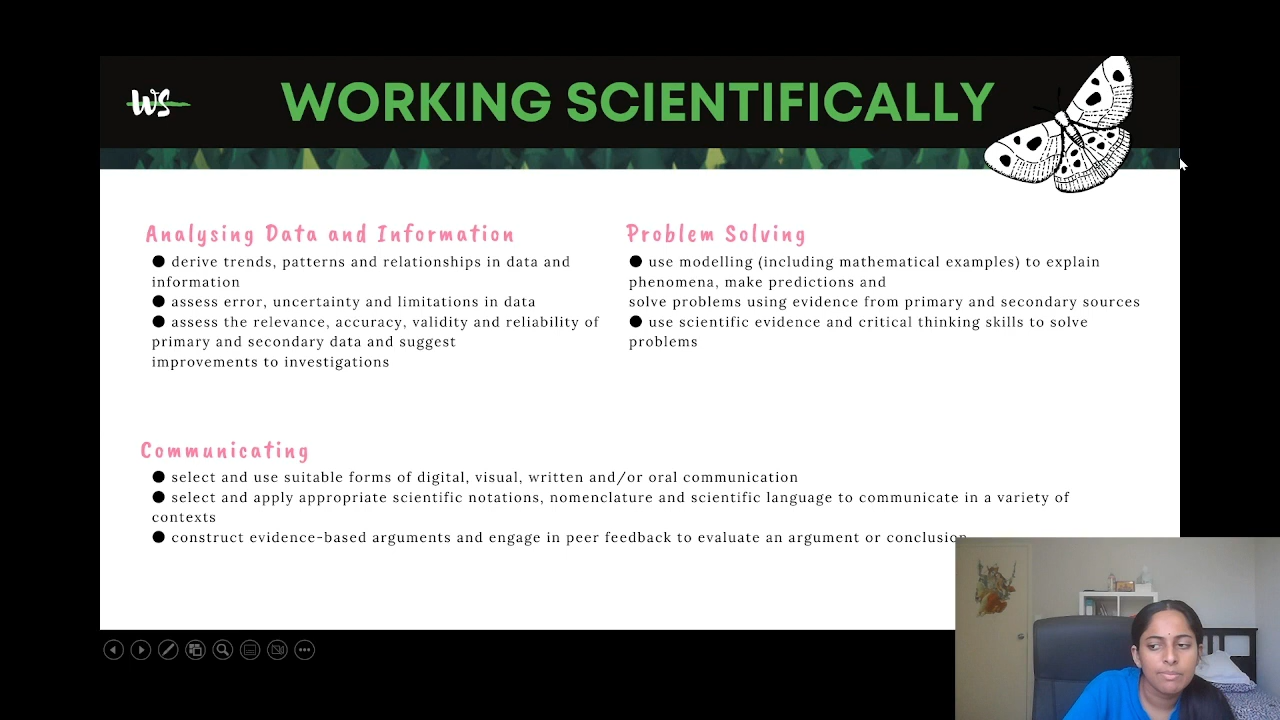 WS
WORKING SCIENTIFICALLY
Analysing Data and Information
● derive trends, patterns and relationships in data and
information
● assess error, uncertainty and limitations in data
● assess the relevance, accuracy, validity and reliability of
primary and secondary data and suggest
improvements to investigations
Problem Solving
● use modelling (including mathematical examples) to explain
phenomena, make predictions and
solve problems using evidence from primary and secondary sources
● use scientific evidence and critical thinking skills to solve
problems
Communicating
● select and use suitable forms of digital, visual, written and/or oral communication
● select and apply appropriate scientific notations, nomenclature and scientific language to communicate in a variety of
contexts
● construct evidence-based arguments and engage in peer feedback to evaluate an argument or conclusion